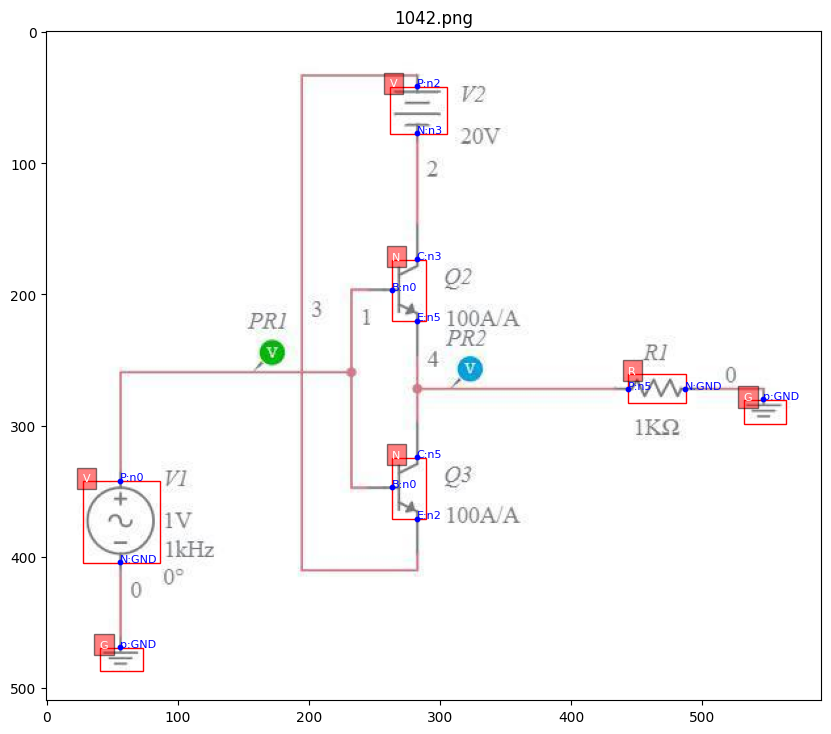 1042.png
0
100
200
300
400
500
0
100
200
300
400
500
V
P:n2
V2
N:n3
20V
2
N
C:n3
B:n0
Q2
E:n5
100A/A
3
1
PR1
V
PR2
V
4
R
R1
P:n5
N:GND
0
G
p:GND
1KΩ
N
C:n5
B:n0
Q3
E:n2
100A/A
V
P:n0
V1
+
1V
1kHz
−
N:GND
0°
0
G
p:GND